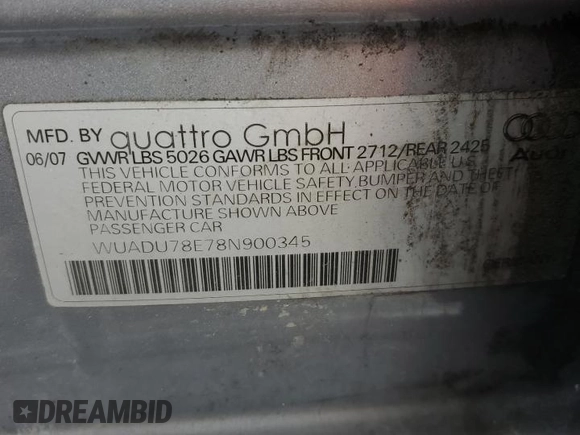 MFD. BY quattro GmbH
06/07 GVWR LBS 5026 GAWR LBS FRONT 2712/REAR 2425
THIS VEHICLE CONFORMS TO ALL APPLICABLE U.S.
FEDERAL MOTOR VEHICLE SAFETY, BUMPER AND THEFT
PREVENTION STANDARDS IN EFFECT ON THE DATE OF
MANUFACTURE SHOWN ABOVE
PASSENGER CAR
WUADU78E78N900345
Audi
DREAMBID